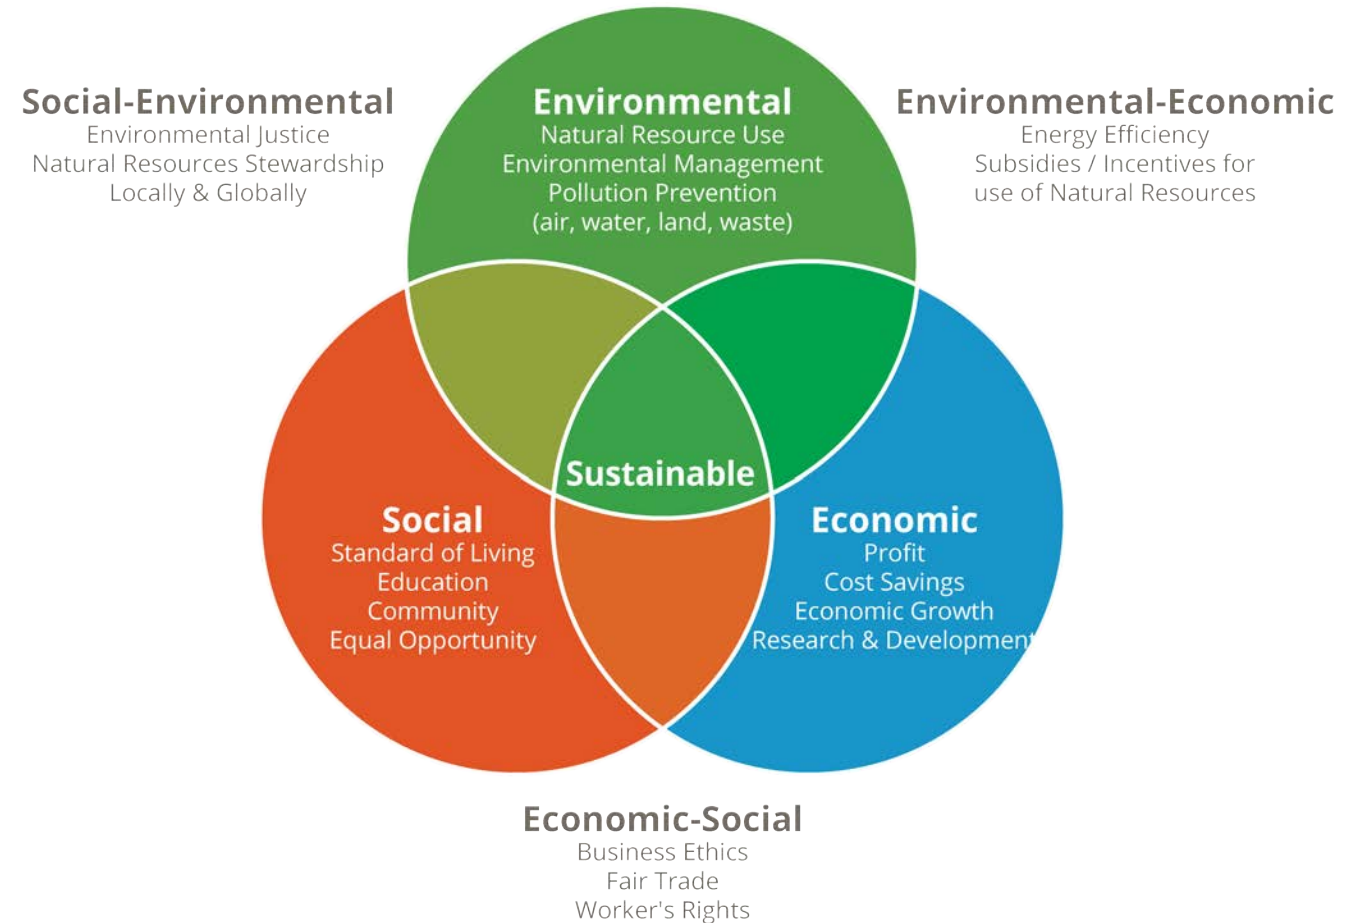 Social-Environmental
Environmental Justice
Natural Resources Stewardship
Locally & Globally
Environmental
Natural Resource Use
Environmental Management
Pollution Prevention
(air, water, land, waste)
Environmental-Economic
Energy Efficiency
Subsidies / Incentives for
use of Natural Resources
Sustainable
Social
Standard of Living
Education
Community
Equal Opportunity
Economic
Profit
Cost Savings
Economic Growth
Research & Development
Economic-Social
Business Ethics
Fair Trade
Worker's Rights